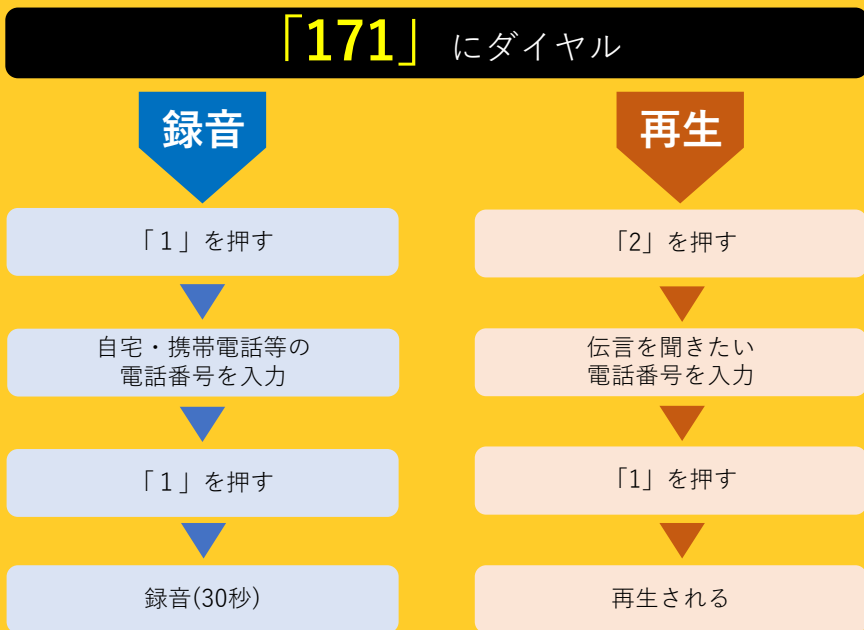 「171」にダイヤル
録音
「１」を押す
自宅・携帯電話等の
電話番号を入力
「１」を押す
録音(30秒)
再生
「2」を押す
伝言を聞きたい
電話番号を入力
「1」を押す
再生される